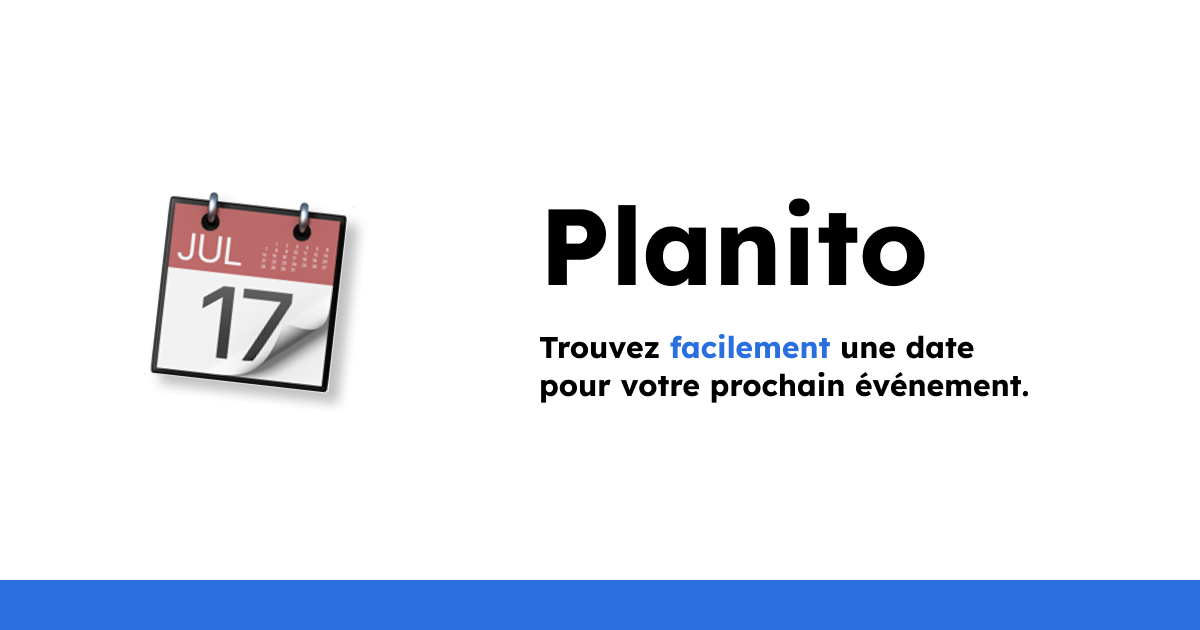 JUL
17
Planito
Trouvez facilement une date
pour votre prochain événement.